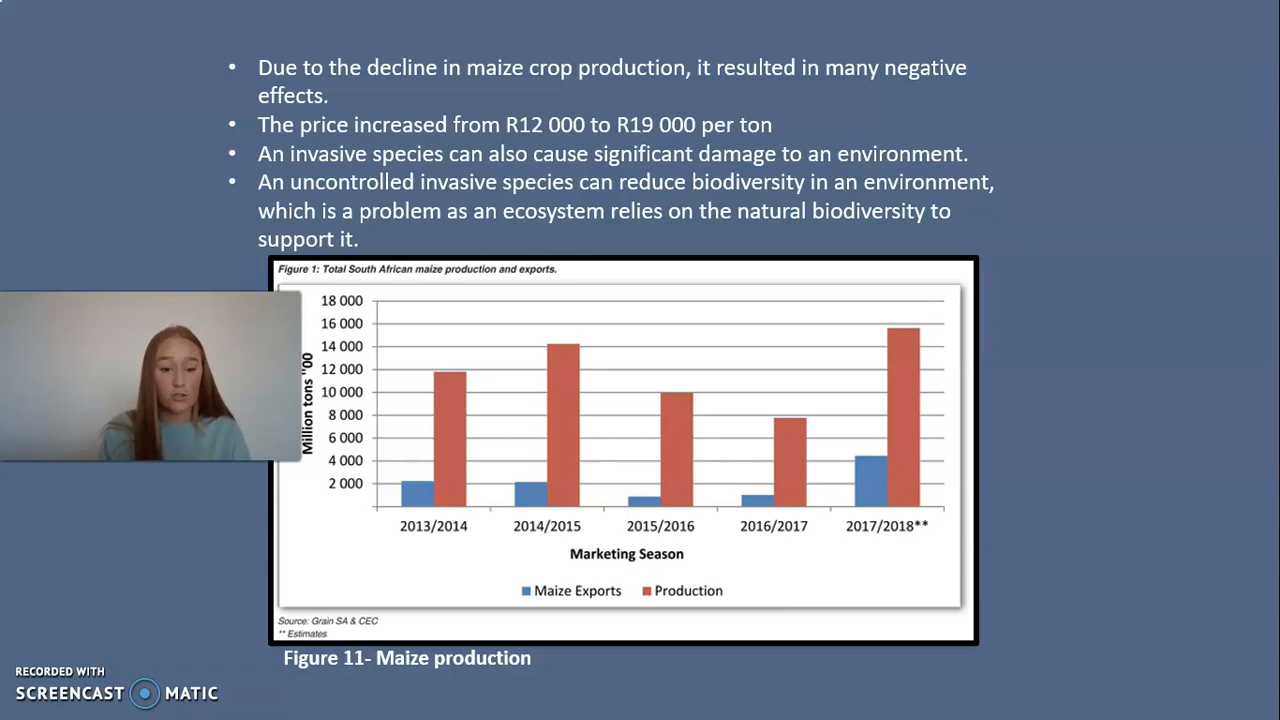 • Due to the decline in maize crop production, it resulted in many negative
effects.
• The price increased from R12 000 to R19 000 per ton
• An invasive species can also cause significant damage to an environment.
• An uncontrolled invasive species can reduce biodiversity in an environment,
which is a problem as an ecosystem relies on the natural biodiversity to
support it.
Figure 1: Total South African maize production and exports.
Million tons "00
18 000
16 000
14 000
12 000
10 000
8 000
6 000
4 000
2 000
2013/2014 2014/2015 2015/2016 2016/2017 2017/2018**
Marketing Season
Maize Exports Production
Source: Grain SA & CEC
** Estimates
Figure 11- Maize production
RECORDED WITH
SCREENCAST MATIC